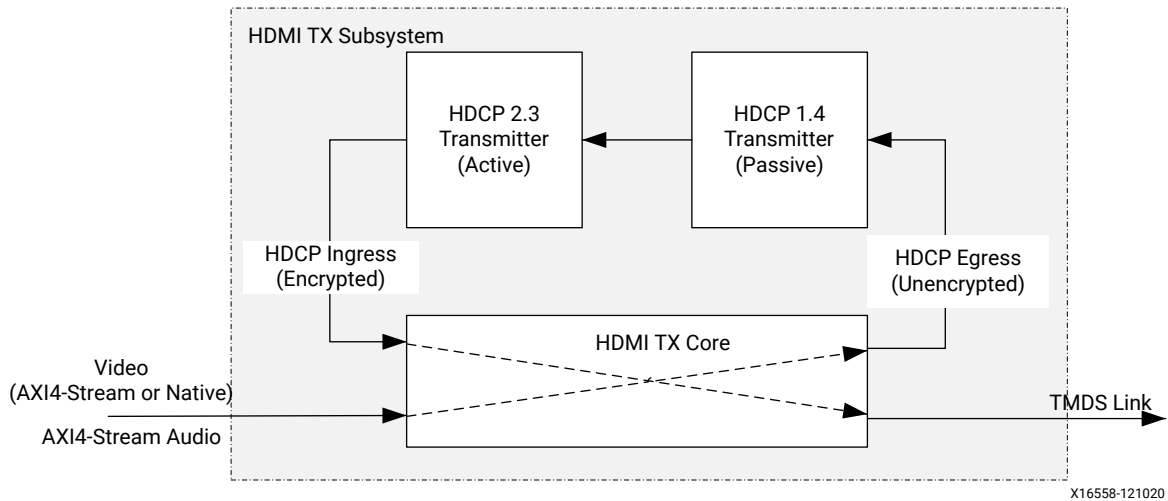 HDMI TX Subsystem
HDCP 2.3
Transmitter
(Active)
HDCP 1.4
Transmitter
(Passive)
HDCP Ingress
(Encrypted)
HDCP Egress
(Unencrypted)
HDMI TX Core
Video
(AXI4-Stream or Native)
AXI4-Stream Audio
TMDS Link
X16558-121020